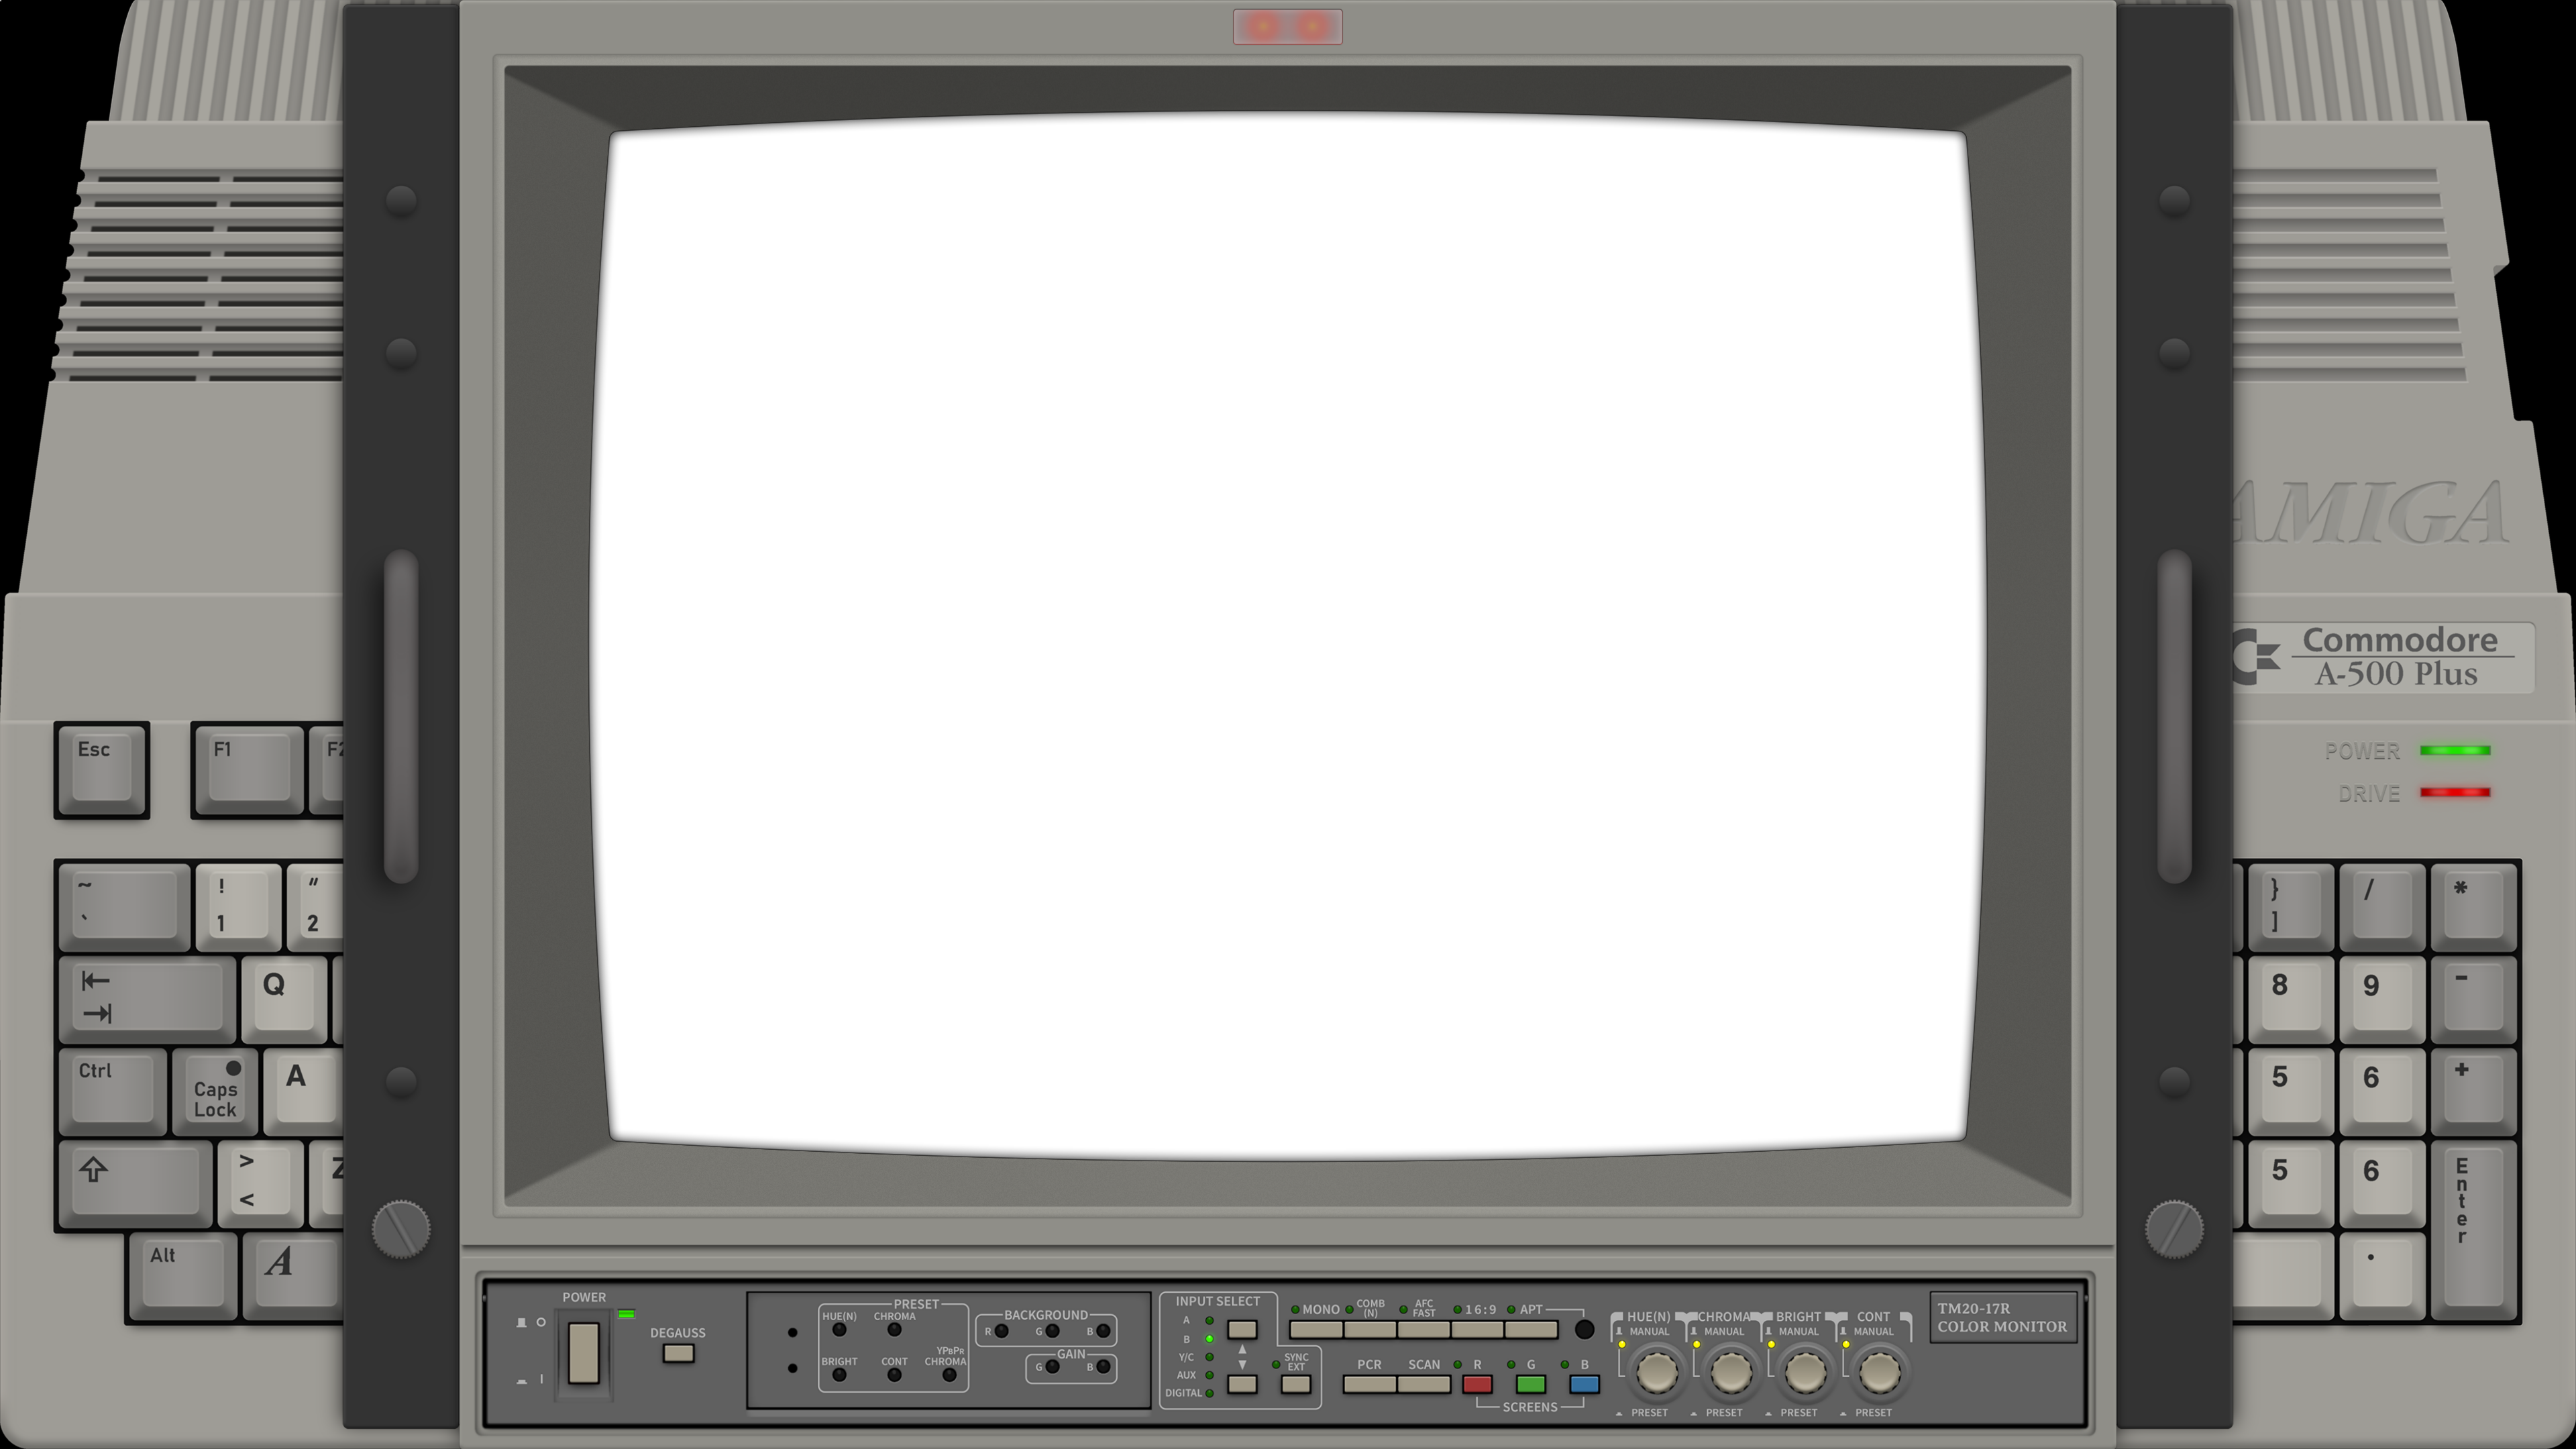 AMIGA
Commodore
A-500 Plus
POWER
DRIVE
Esc
F1
F2
~
`
!
1
"
2
Q
Ctrl
Caps
Lock
A
>
<
Z
Alt
A
}
]
/
*
8
9
-
5
6
+
5
6
Enter
.
POWER
DEGAUSS
PRESET
HUE(N) CHROMA
BRIGHT CONT YPBPR CHROMA
BACKGROUND
R G B
GAIN
G B
INPUT SELECT
A
B
Y/C
AUX
DIGITAL
SYNC
EXT
MONO COMB (N) AFC FAST 16:9 APT
PCR SCAN R G B
SCREENS
HUE(N) CHROMA BRIGHT CONT
MANUAL MANUAL MANUAL MANUAL
PRESET PRESET PRESET PRESET
TM20-17R
COLOR MONITOR